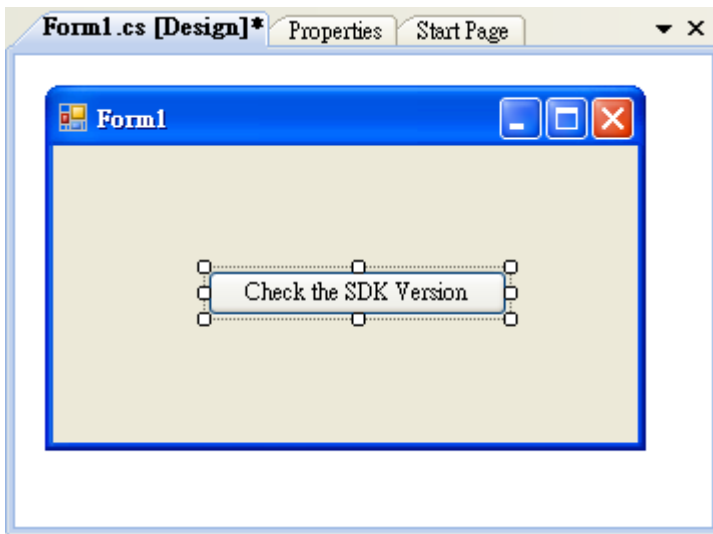 Form1.cs [Design]* Properties Start Page
Form1
Check the SDK Version